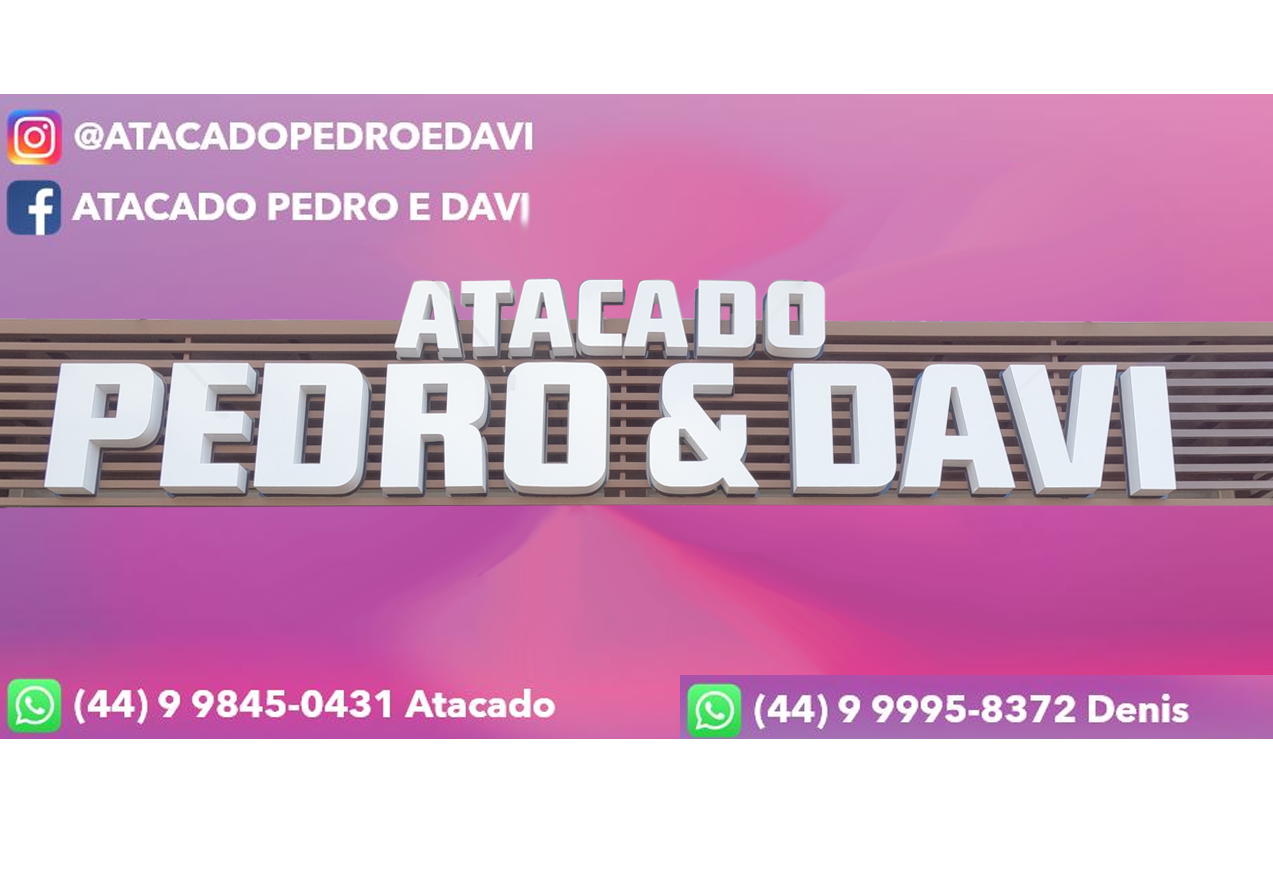 @ATACADOPEDROEDAVI
ATACADO PEDRO E DAVI
ATACADO
PEDRO & DAVI
(44) 9 9845-0431 Atacado
(44) 9 9995-8372 Denis